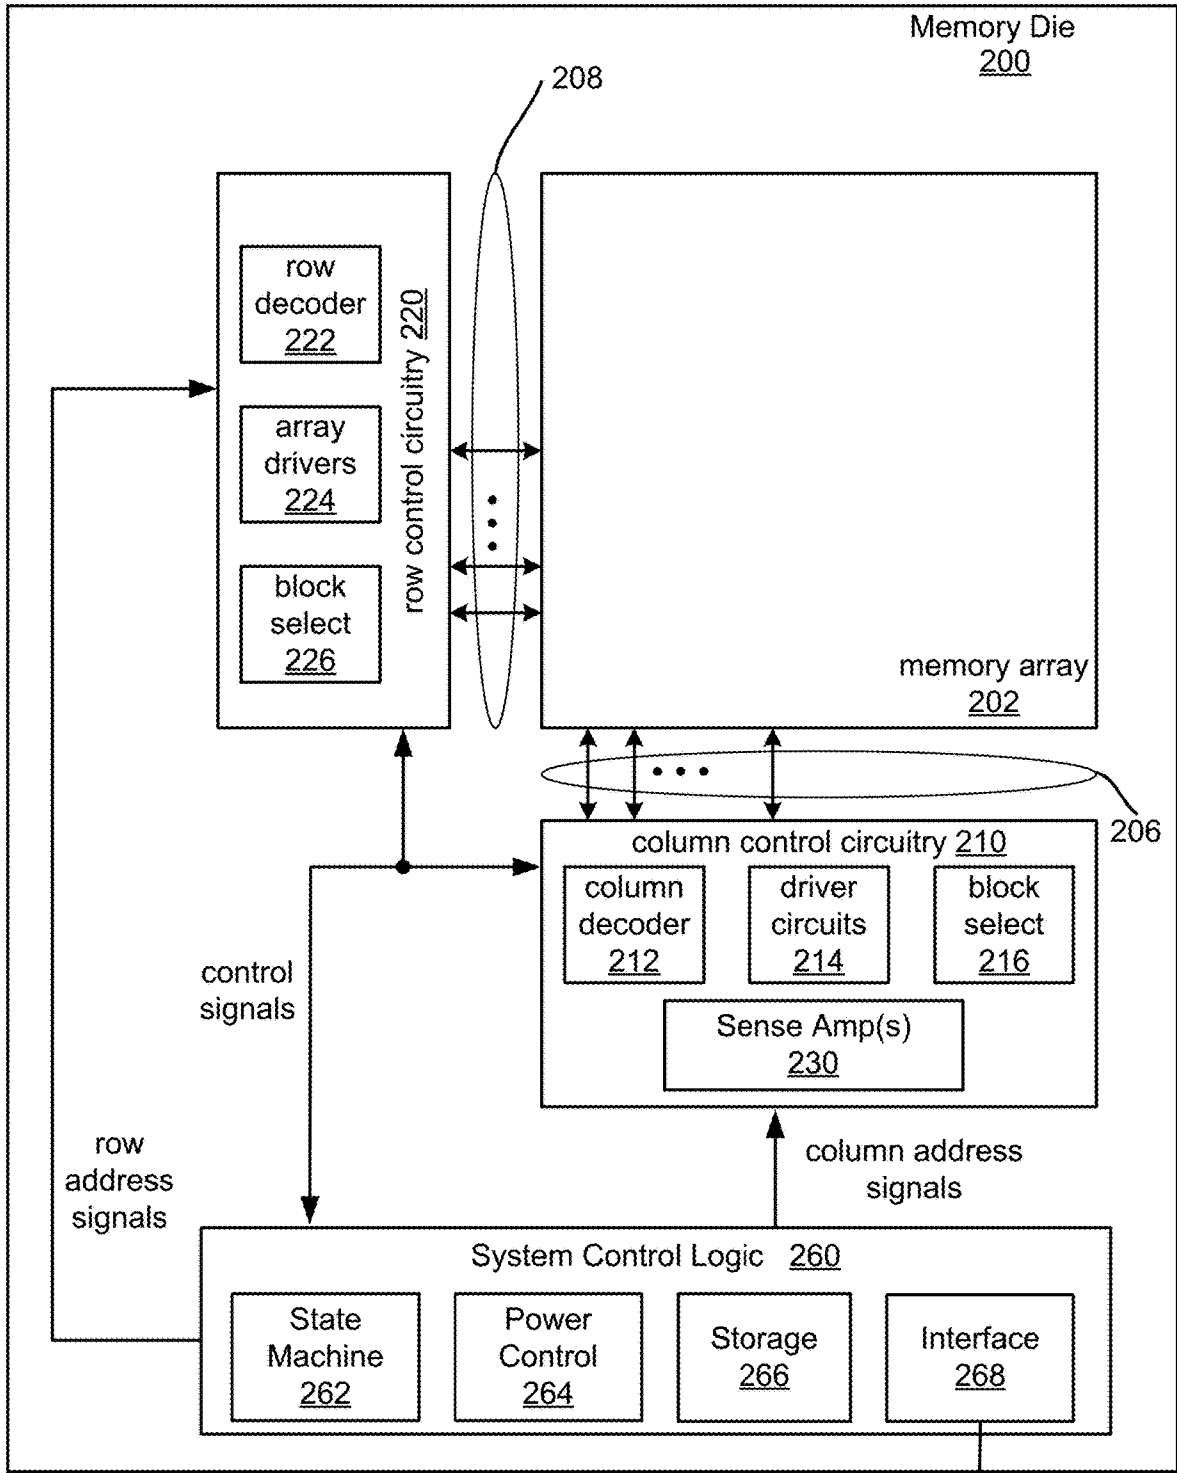 Memory Die
200
208
row
decoder
222
array
drivers
224
block
select
226
row control circuitry 220
memory array
202
206
column control circuitry 210
column
decoder
212
driver
circuits
214
block
select
216
Sense Amp(s)
230
control
signals
row
address
signals
column address
signals
System Control Logic 260
State
Machine
262
Power
Control
264
Storage
266
Interface
268